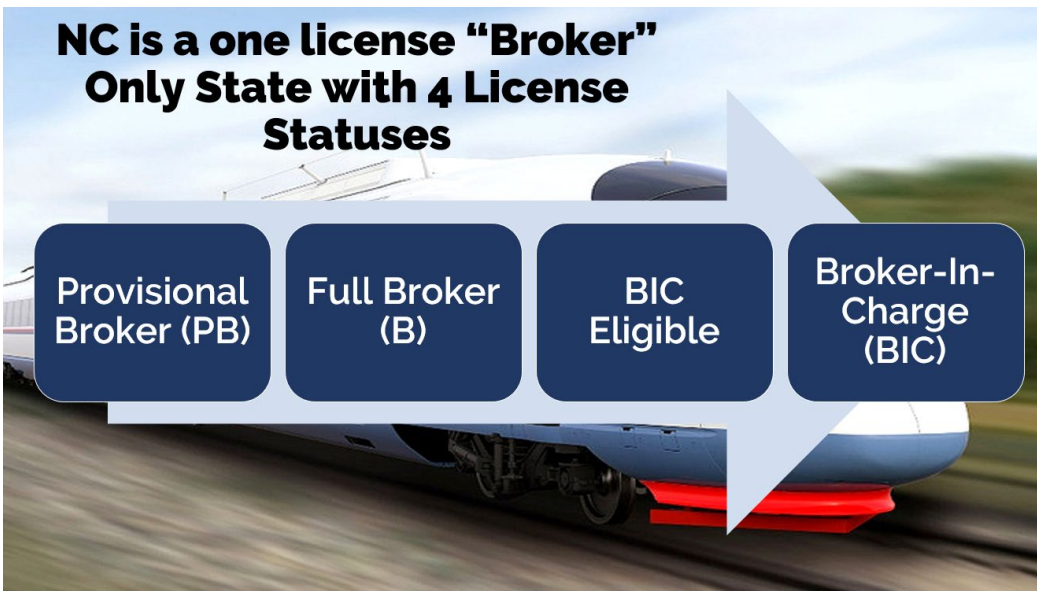 NC is a one license “Broker”
Only State with 4 License
Statuses
Provisional
Broker (PB)
Full Broker
(B)
BIC
Eligible
Broker-In-
Charge
(BIC)